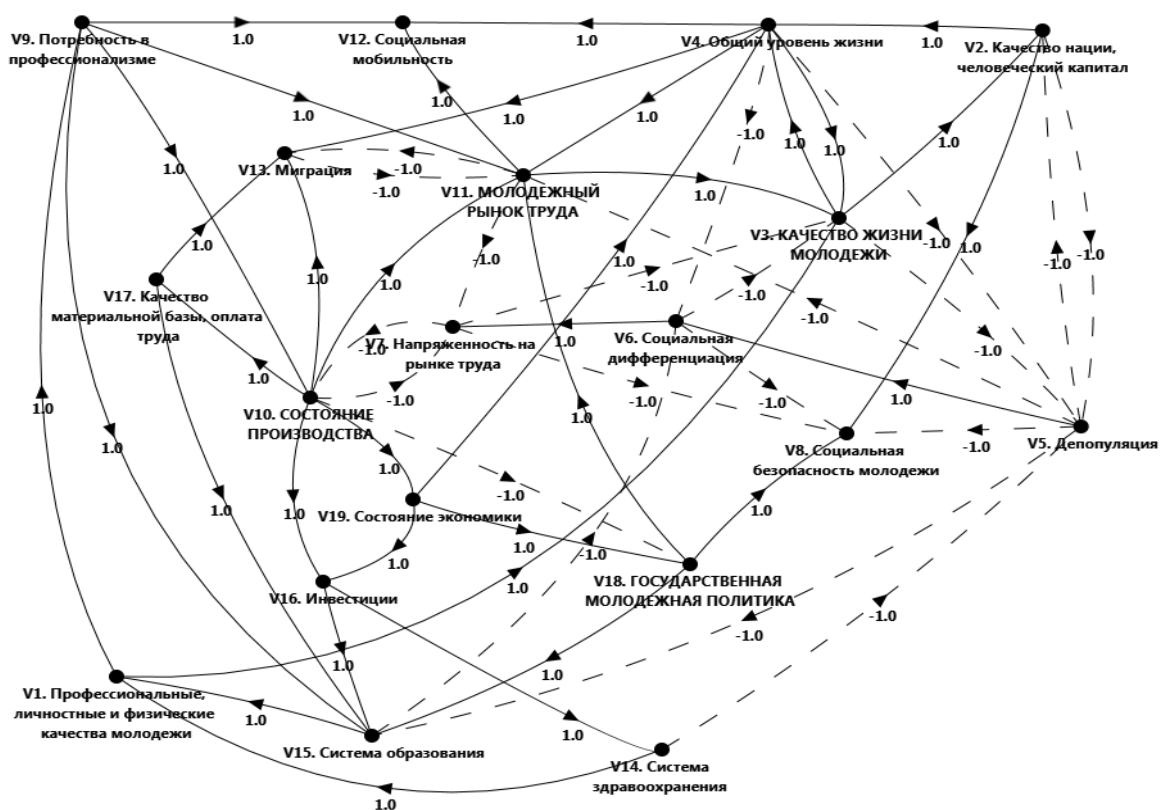 V9. Потребность в
профессионализме
1.0
V12. Социальная
мобильность
1.0
V4. Общий уровень жизни
1.0
V2. Качество нации,
человеческий капитал
1.0
1.0
1.0
1.0
-1.0
1.0
1.0
1.0
1.0
V13. Миграция
-1.0
-1.0
V11. МОЛОДЕЖНЫЙ
РЫНОК ТРУДА
1.0
V3. КАЧЕСТВО ЖИЗНИ
МОЛОДЕЖИ
-1.0
1.0
-1.0
-1.0
1.0
1.0
-1.0
1.0
-1.0
-1.0
-1.0
V17. Качество
материальной базы, оплата
труда
V7. Напряженность на
рынке труда
1.0
V6. Социальная
дифференциация
-1.0
-1.0
1.0
-1.0
-1.0
-1.0
1.0
V10. СОСТОЯНИЕ
ПРОИЗВОДСТВА
1.0
1.0
V8. Социальная
безопасность молодежи
-1.0
V5. Депопуляция
1.0
-1.0
1.0
1.0
V19. Состояние экономики
1.0
-1.0
1.0
1.0
V18. ГОСУДАРСТВЕННАЯ
МОЛОДЕЖНАЯ ПОЛИТИКА
V16. Инвестиции
1.0
-1.0
1.0
1.0
-1.0
V1. Профессиональные,
личностные и физические
качества молодежи
1.0
V15. Система образования
1.0
V14. Система
здравоохранения
1.0